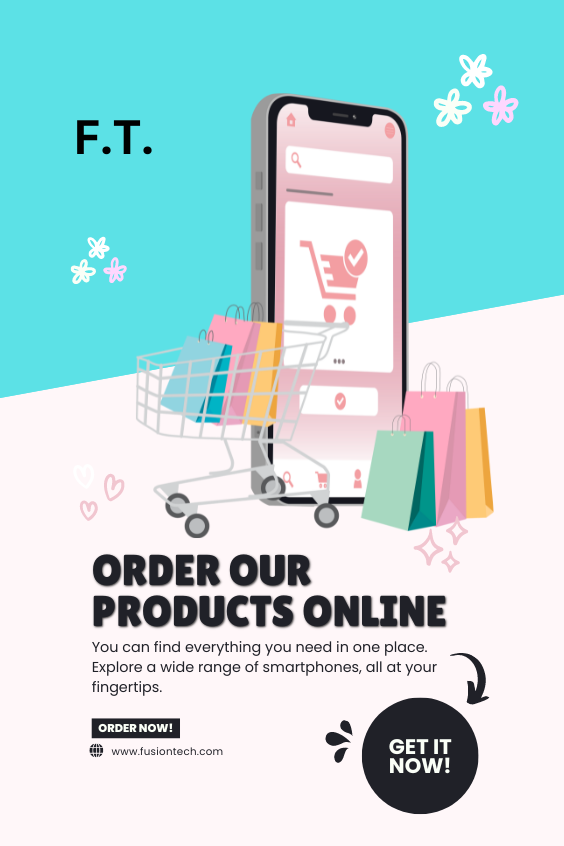 F.T.
ORDER OUR
PRODUCTS ONLINE
You can find everything you need in one place.
Explore a wide range of smartphones, all at your
fingertips.
ORDER NOW!
www.fusiontech.com
GET IT
NOW!